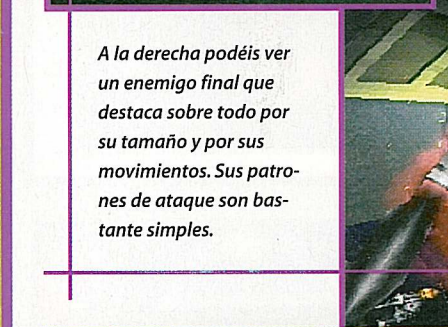 A la derecha podéis ver
un enemigo final que
destaca sobre todo por
su tamaño y por sus
movimientos. Sus patro-
nes de ataque son bas-
tante simples.